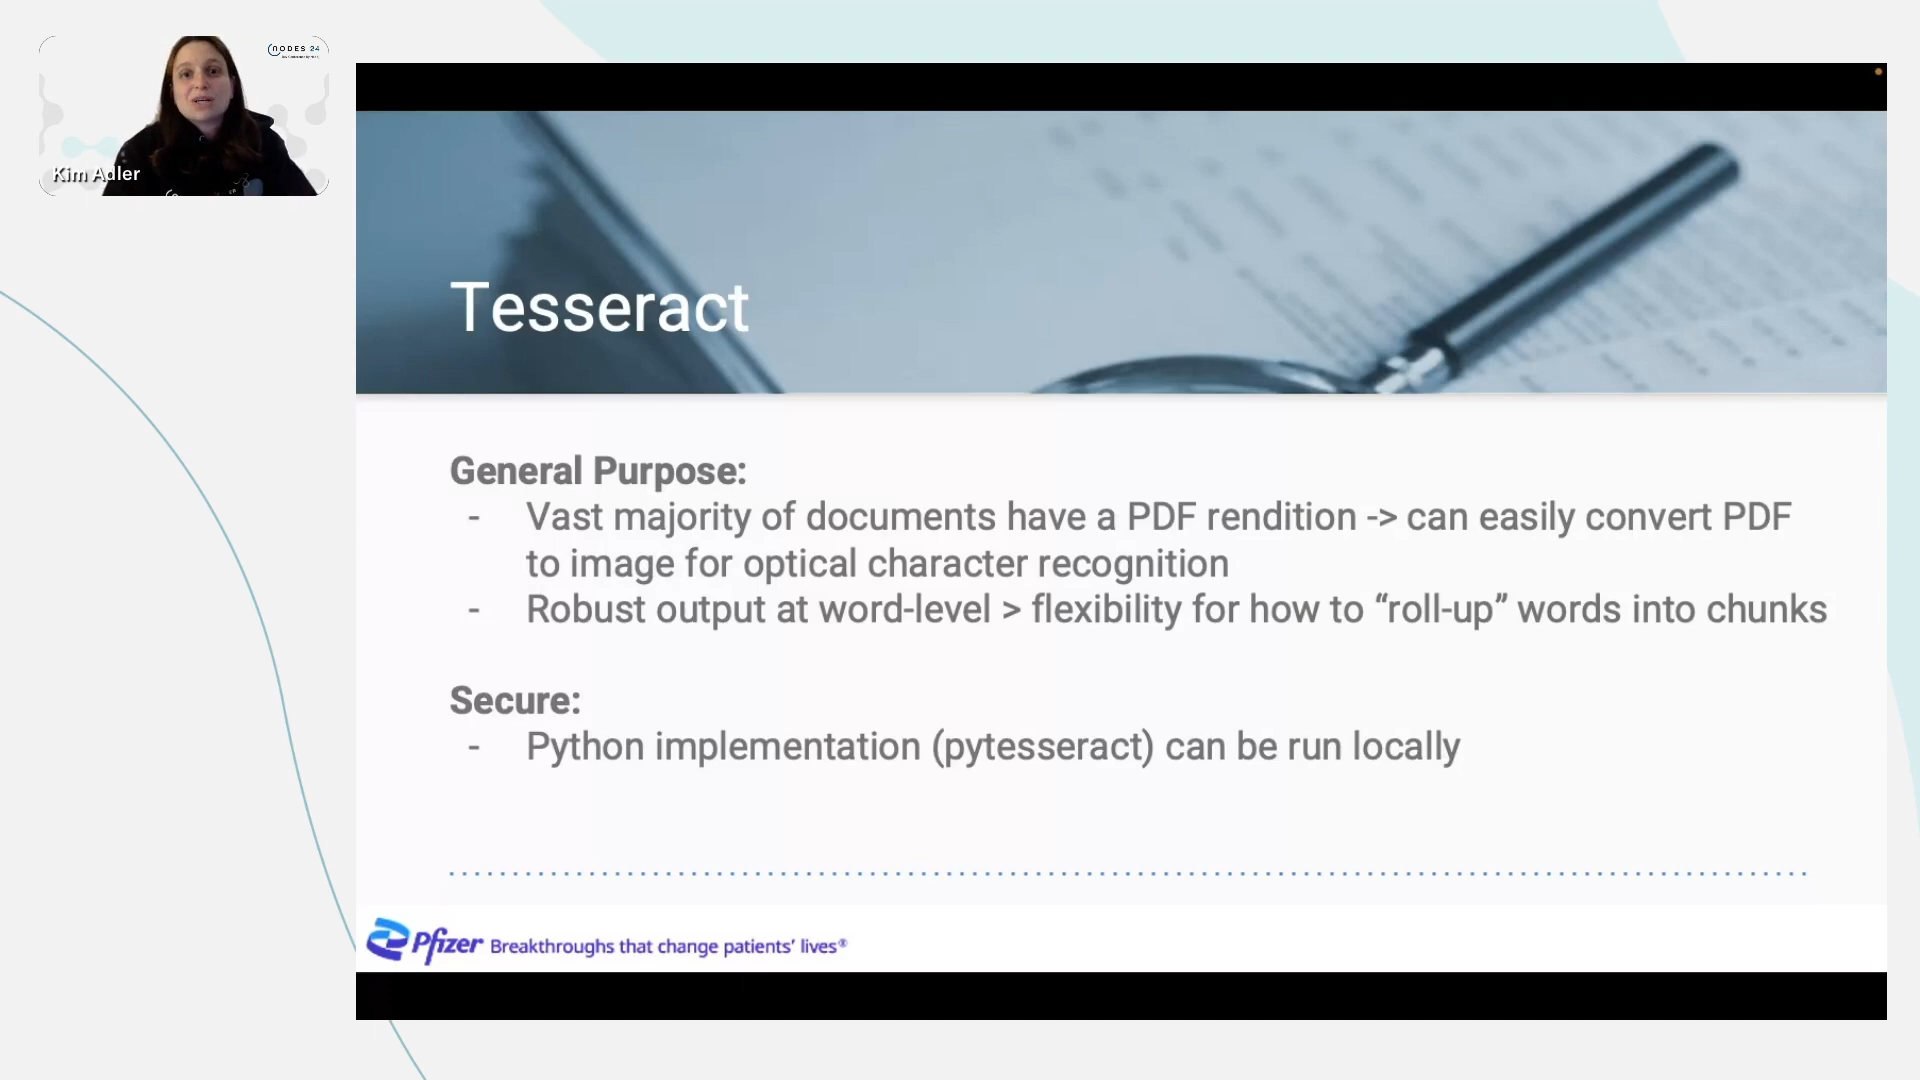 NODES 24
Kim Adler
Tesseract
General Purpose:
- Vast majority of documents have a PDF rendition -> can easily convert PDF
to image for optical character recognition
- Robust output at word-level > flexibility for how to “roll-up” words into chunks
Secure:
- Python implementation (pytesseract) can be run locally
Pfizer Breakthroughs that change patients’ lives®